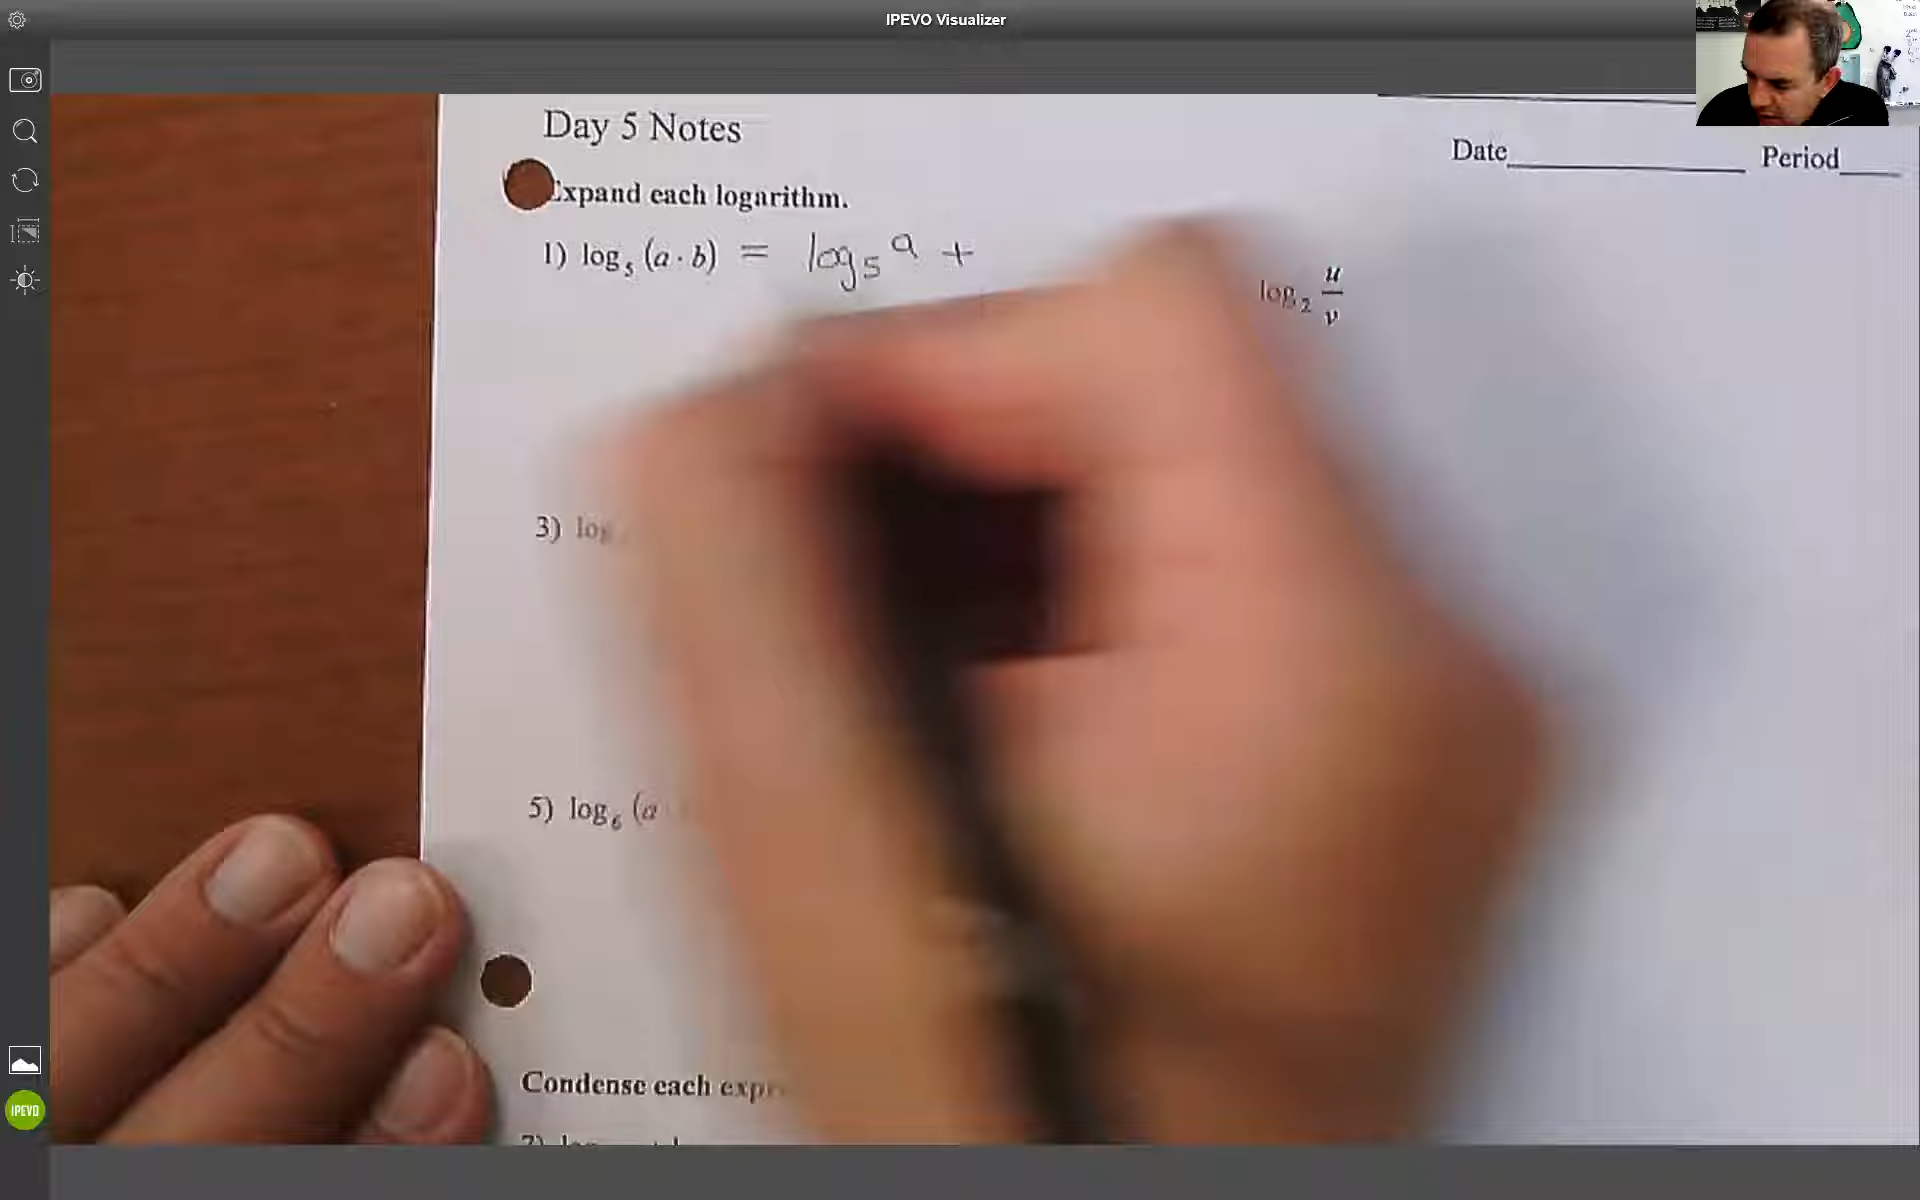 IPEVO Visualizer
Day 5 Notes
Date Period
Expand each logarithm.
1) log₅ (a · b) = log₅ a +
log₂ u/v
3) log
5) log₆ (a
Condense each
IPEVO